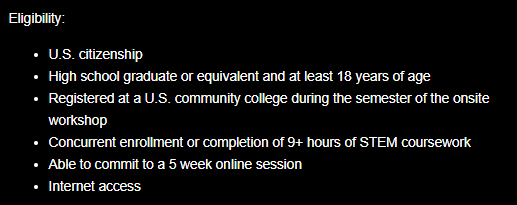 Eligibility:
• U.S. citizenship
• High school graduate or equivalent and at least 18 years of age
• Registered at a U.S. community college during the semester of the onsite
workshop
• Concurrent enrollment or completion of 9+ hours of STEM coursework
• Able to commit to a 5 week online session
• Internet access